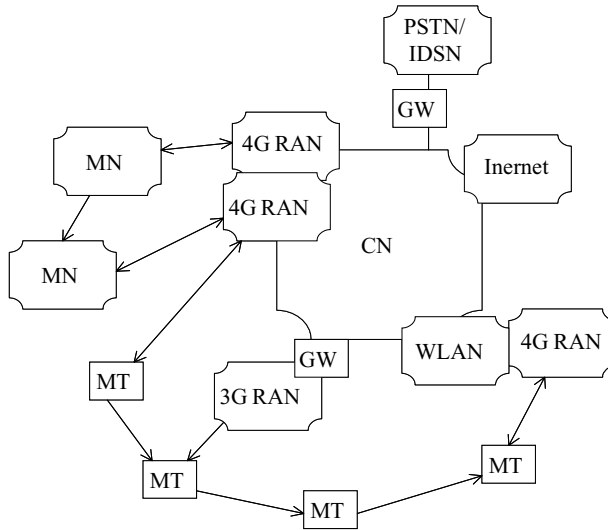 PSTN/
IDSN
GW
4G RAN
MN
Inernet
4G RAN
CN
MN
GW
WLAN
4G RAN
MT
3G RAN
MT
MT
MT